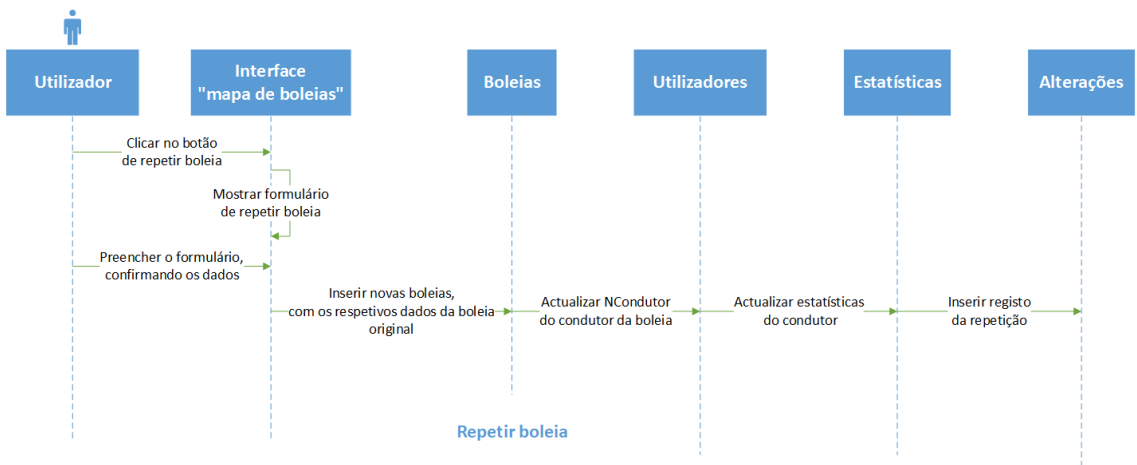 Utilizador
Interface
"mapa de boleias"
Boleias
Utilizadores
Estatísticas
Alterações
Clicar no botão
de repetir boleia
Mostrar formulário
de repetir boleia
Preencher o formulário,
confirmando os dados
Inserir novas boleias,
com os respetivos dados da boleia
original
Actualizar NCondutor
do condutor da boleia
Actualizar estatísticas
do condutor
Inserir registo
da repetição
Repetir boleia